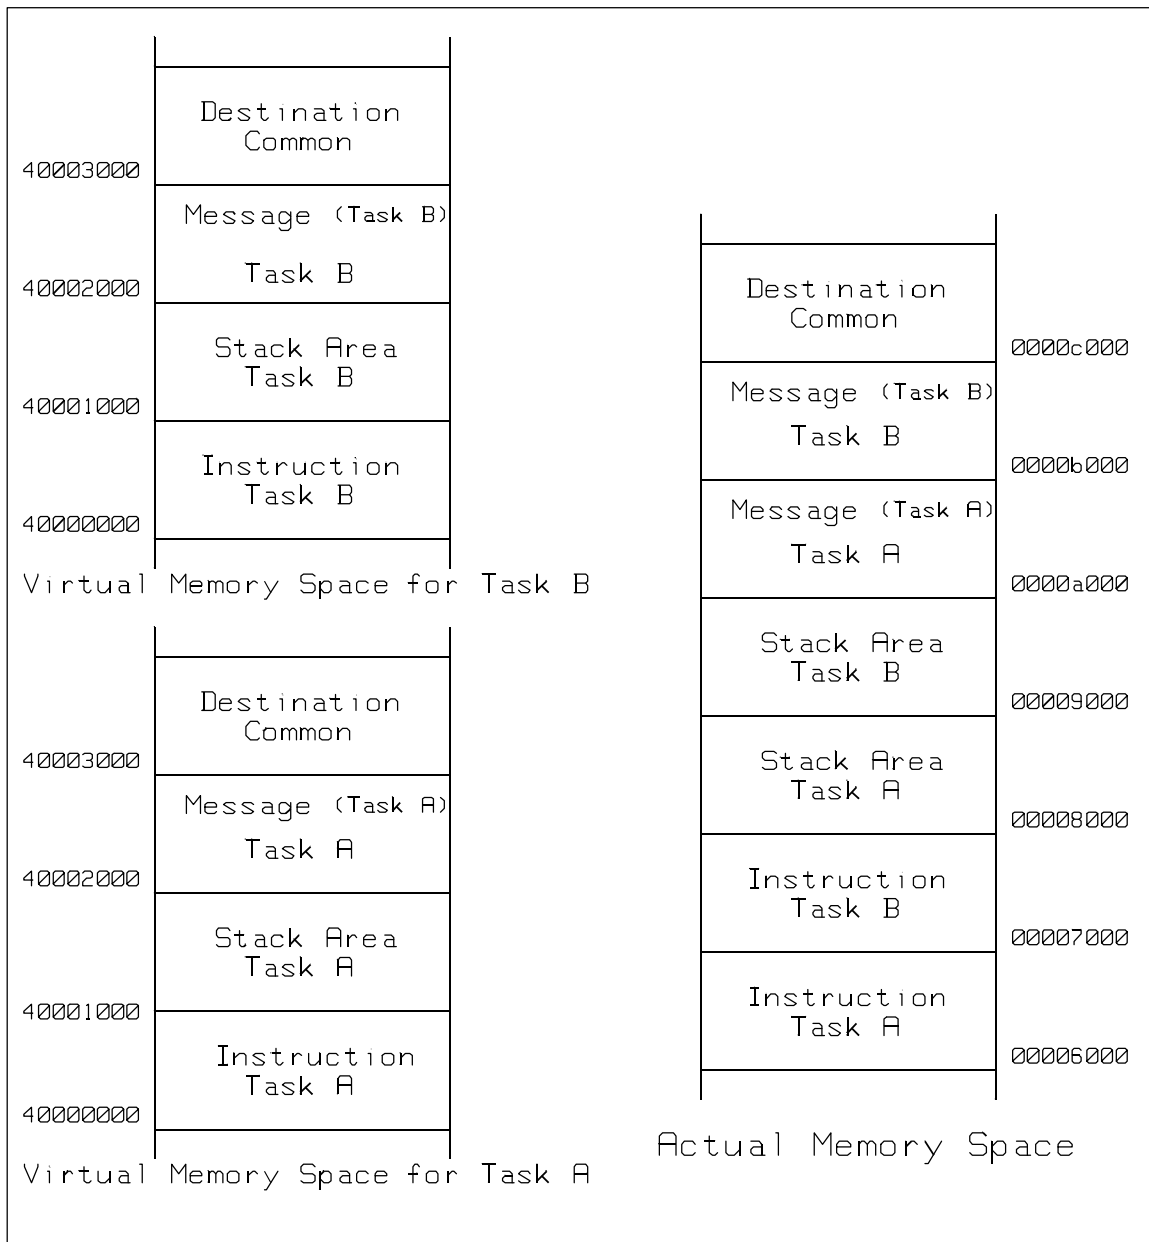 Destination
Common
40003000
Message (Task B)
Task B
40002000
Stack Area
Task B
40001000
Instruction
Task B
40000000
Virtual Memory Space for Task B
Destination
Common
40003000
Message (Task A)
Task A
40002000
Stack Area
Task A
40001000
Instruction
Task A
40000000
Virtual Memory Space for Task A
Destination
Common
0000c000
Message (Task B)
Task B
0000b000
Message (Task A)
Task A
0000a000
Stack Area
Task B
00009000
Stack Area
Task A
00008000
Instruction
Task B
00007000
Instruction
Task A
00006000
Actual Memory Space